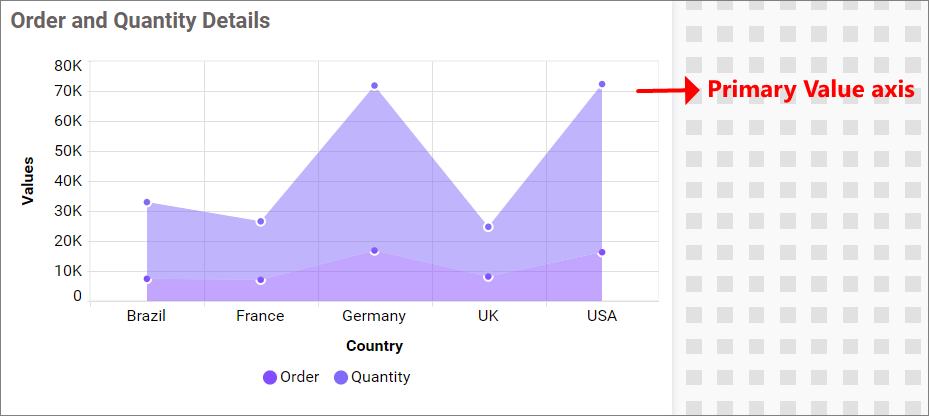 Order and Quantity Details
80K
70K
Primary Value axis
60K
50K
40K
30K
20K
10K
0
Values
Brazil France Germany UK USA
Country
Order Quantity